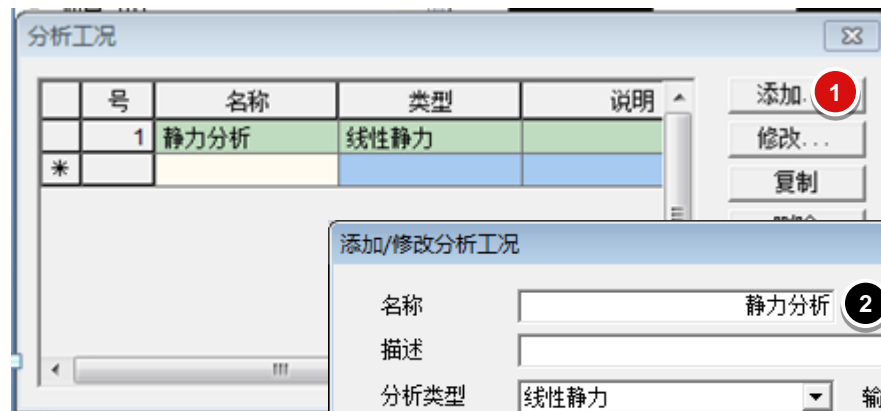 分析工况
号 名称 类型 说明
1 静力分析 线性静力
*
添加. 1
修改...
复制
添加/修改分析工况
名称 静力分析 2
描述
分析类型 线性静力 输